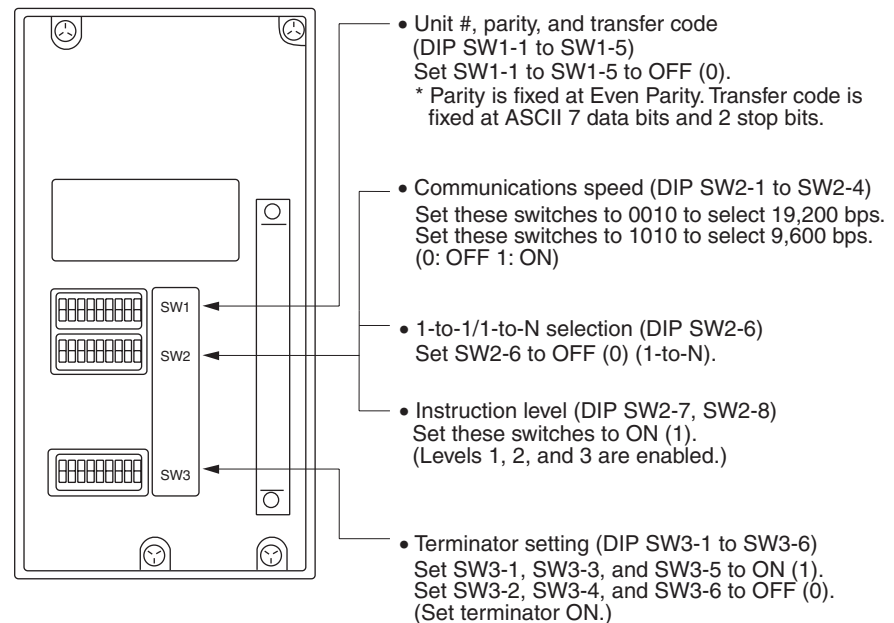 • Unit #, parity, and transfer code
(DIP SW1-1 to SW1-5)
Set SW1-1 to SW1-5 to OFF (0).
* Parity is fixed at Even Parity. Transfer code is
fixed at ASCII 7 data bits and 2 stop bits.
• Communications speed (DIP SW2-1 to SW2-4)
Set these switches to 0010 to select 19,200 bps.
Set these switches to 1010 to select 9,600 bps.
(0: OFF 1: ON)
SW1
• 1-to-1/1-to-N selection (DIP SW2-6)
Set SW2-6 to OFF (0) (1-to-N).
SW2
• Instruction level (DIP SW2-7, SW2-8)
Set these switches to ON (1).
(Levels 1, 2, and 3 are enabled.)
SW3
• Terminator setting (DIP SW3-1 to SW3-6)
Set SW3-1, SW3-3, and SW3-5 to ON (1).
Set SW3-2, SW3-4, and SW3-6 to OFF (0).
(Set terminator ON.)